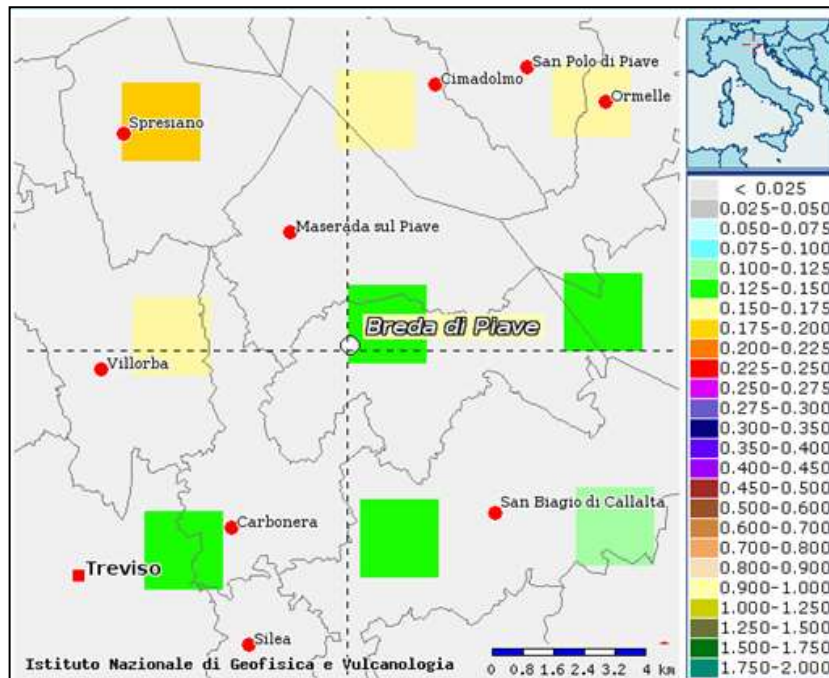 San Polo di Piave
Cimadolmo
Ormelle
Spresiano
Maserada sul Piave
Breda di Piave
Villorba
San Biagio di Callalta
Carbonera
Treviso
Silea
Istituto Nazionale di Geofisica e Vulcanologia
0 0.8 1.6 2.4 3.2 4 km
< 0.025
0.025-0.050
0.050-0.075
0.075-0.100
0.100-0.125
0.125-0.150
0.150-0.175
0.175-0.200
0.200-0.225
0.225-0.250
0.250-0.275
0.275-0.300
0.300-0.350
0.350-0.400
0.400-0.450
0.450-0.500
0.500-0.600
0.600-0.700
0.700-0.800
0.800-0.900
0.900-1.000
1.000-1.250
1.250-1.500
1.500-1.750
1.750-2.000